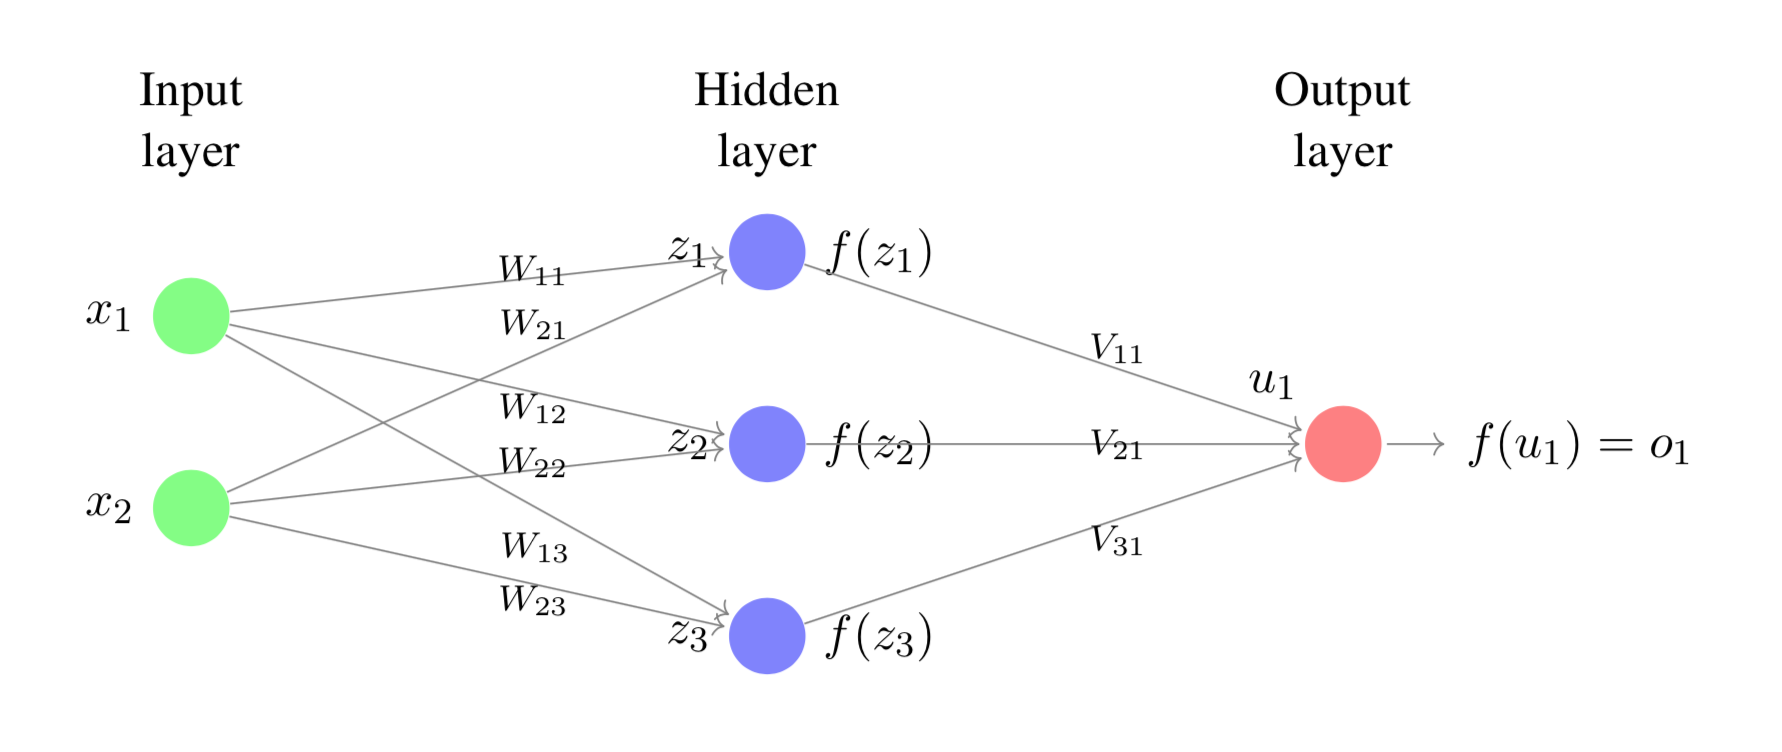 Input
layer
Hidden
layer
Output
layer
x₁
x₂
W₁₁
W₂₁
W₁₂
W₂₂
W₁₃
W₂₃
z₁
z₂
z₃
f(z₁)
f(z₂)
f(z₃)
V₁₁
V₂₁
V₃₁
u₁
f(u₁) = o₁